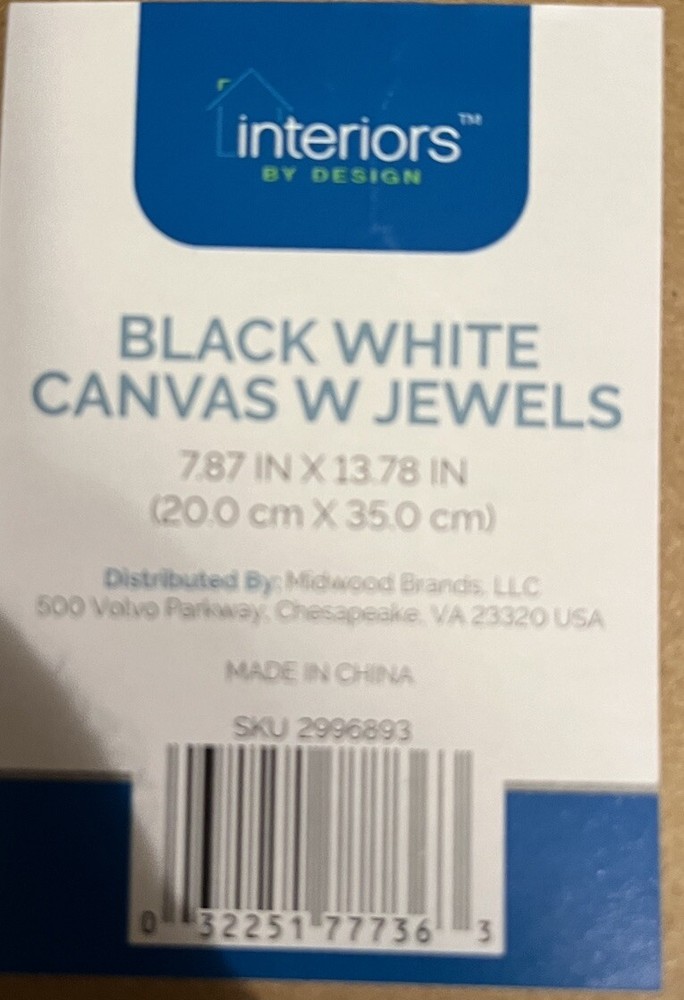 interiors™
BY DESIGN
BLACK WHITE
CANVAS W JEWELS
7.87 IN X 13.78 IN
(20.0 cm X 35.0 cm)
Distributed By: Midwood Brands, LLC
500 Volvo Parkway, Chesapeake, VA 23320 USA
MADE IN CHINA
SKU 2996893
0 32251 77736 3